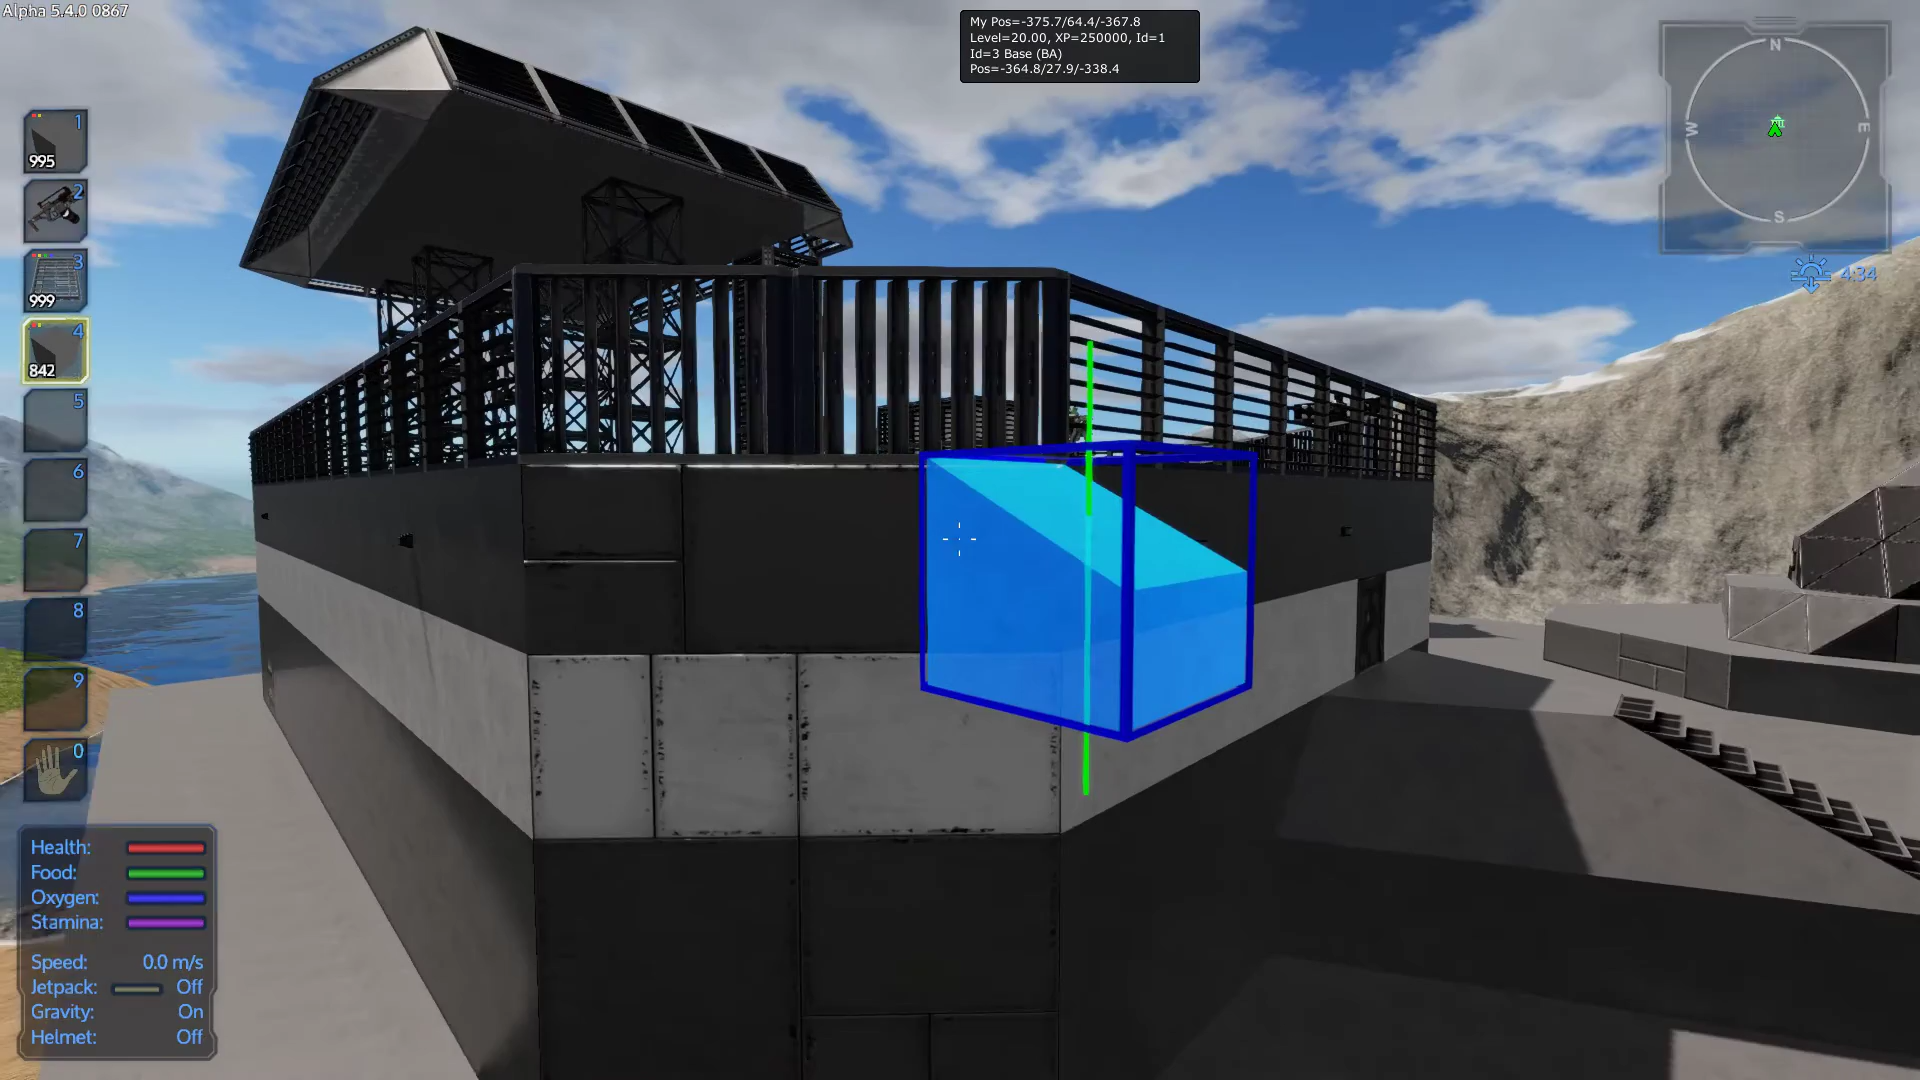 Alpha 5.4.0 0867
My Pos=-375.7/64.4/-367.8
Level=20.00, XP=250000, Id=1
Id=3 Base (BA)
Pos=-364.8/27.9/-338.4
N
W
E
S
4:34
1
995
2
3
999
4
842
5
6
7
8
9
0
Health:
Food:
Oxygen:
Stamina:
Speed: 0.0 m/s
Jetpack: Off
Gravity: On
Helmet: Off